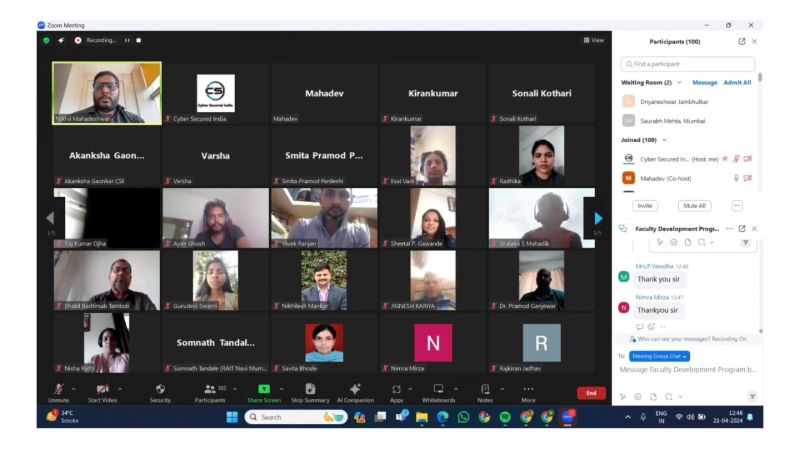 Zoom Meeting
Recording...
View
Nikhil Mahadeshwar
CS
Cyber Secured India
Cyber Secured India
Mahadev
Mahadev
Kirankumar
Kirankumar
Sonali Kothari
Sonali Kothari
Akanksha Gaon...
Akanksha Gaonkar CSI
Varsha
Varsha
Smita Pramod P...
Smita Pramod Pardeshi
Esai Vani
Radhika
1/5
Raj Kumar Ojha
Ayan Ghosh
Vivek Ranjan
Sheetal P. Gawande
Shalaka S Mahadik
1/5
Shakil Bashirsab Tamboli
Gurudevi Swami
Nikhilesh Mankar
JIGNESH KARIYA
Dr. Pramod Ganjewar
Nisha Rathi
Somnath Tandal...
Somnath Tandale (RAIT Navi Mum...
Savita Bhosle
N
Nimra Mirza
R
Rajkiran Jadhav
Unmute
Start Video
Security
102
Participants
Share Screen
Stop Summary
AI Companion
Apps
Whiteboards
Notes
More
End
Participants (100)
Find a participant
Waiting Room (2)
Message
Admit All
DJ
Dnyaneshwar Jambhulkar
SM
Saurabh Mehta, Mumbai
Joined (100)
Cyber Secured In... (Host, me)
M
Mahadev (Co-host)
Invite
Mute All
Faculty Development Progr...
Mrs.P.Yasodha 12:46
M
Thank you sir
Nimra Mirza 12:47
N
Thankyou sir
Who can see your messages? Recording On
To:
Meeting Group Chat
Message Faculty Development Program b...
34°C
Smoke
Search
ENG
IN
12:48
21-04-2024